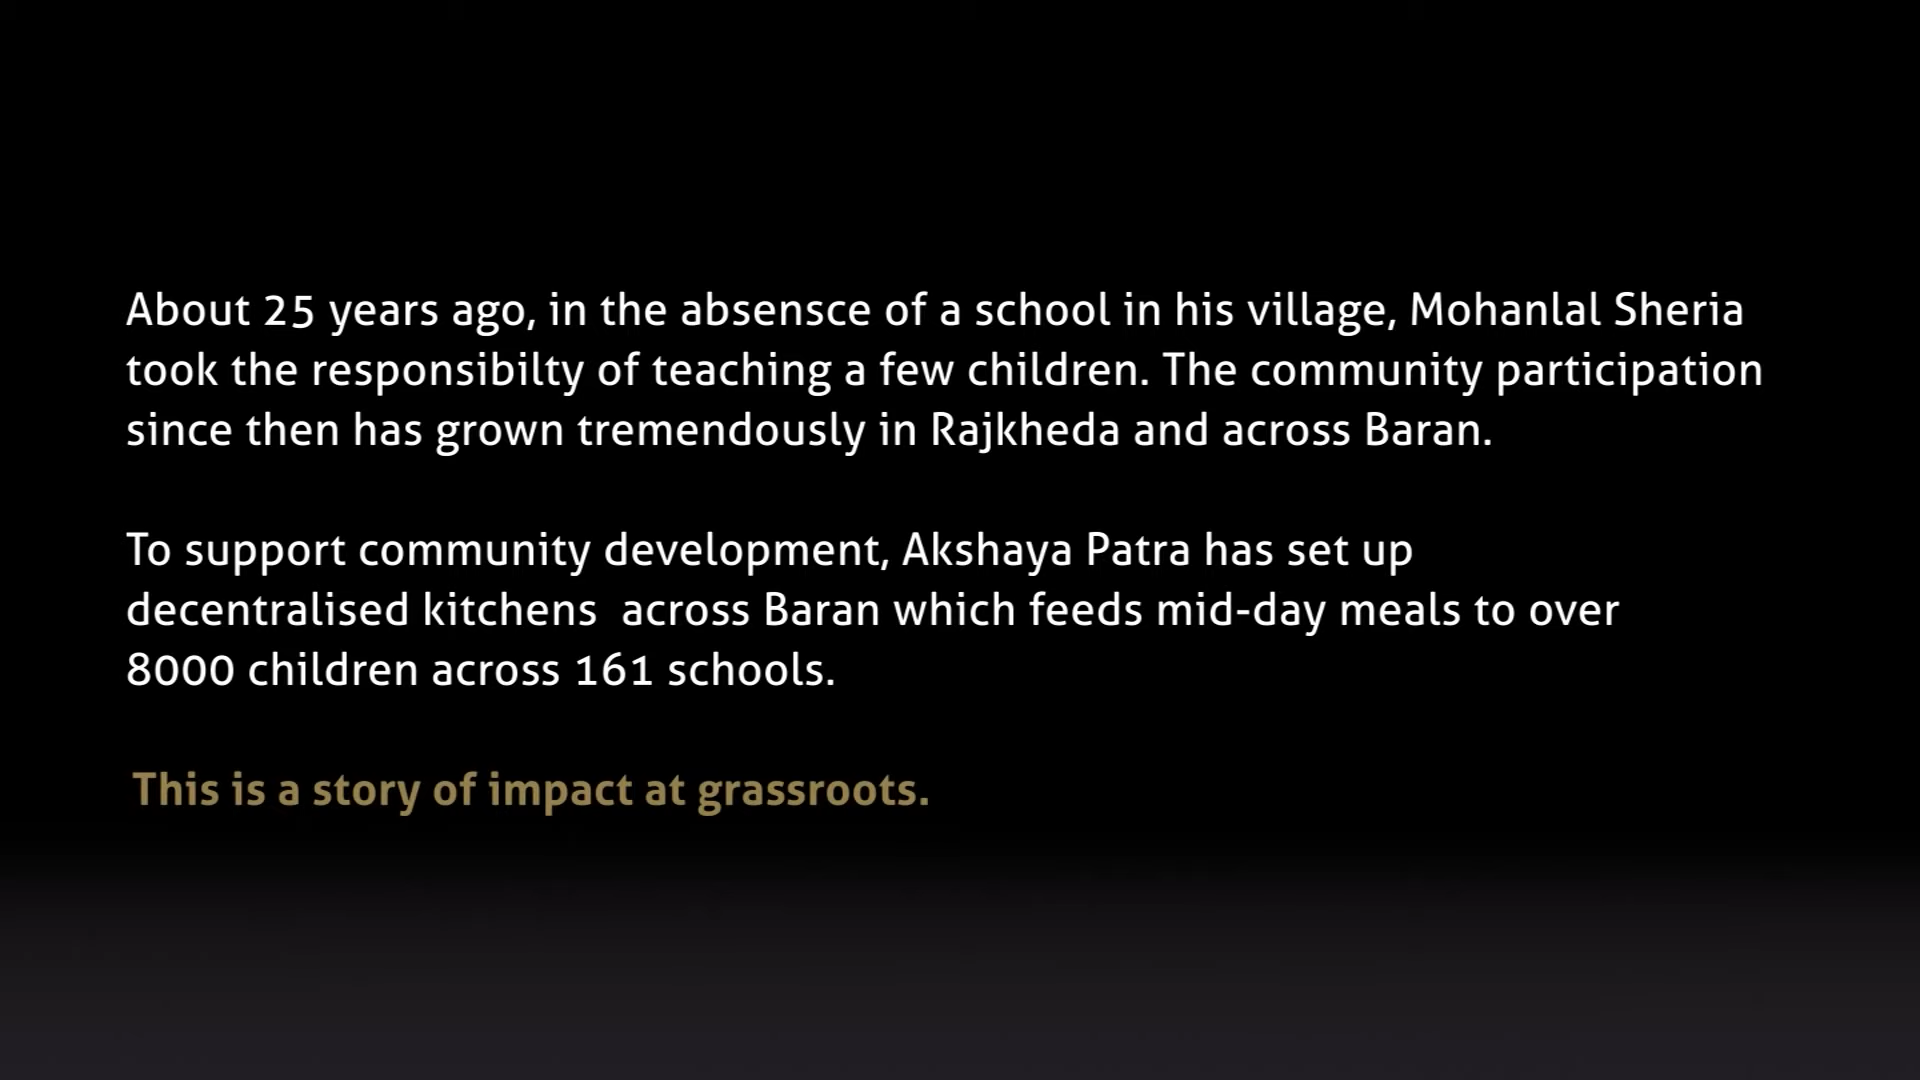 About 25 years ago, in the absensce of a school in his village, Mohanlal Sheria
took the responsibilty of teaching a few children. The community participation
since then has grown tremendously in Rajkheda and across Baran.
To support community development, Akshaya Patra has set up
decentralised kitchens  across Baran which feeds mid-day meals to over
8000 children across 161 schools.
This is a story of impact at grassroots.